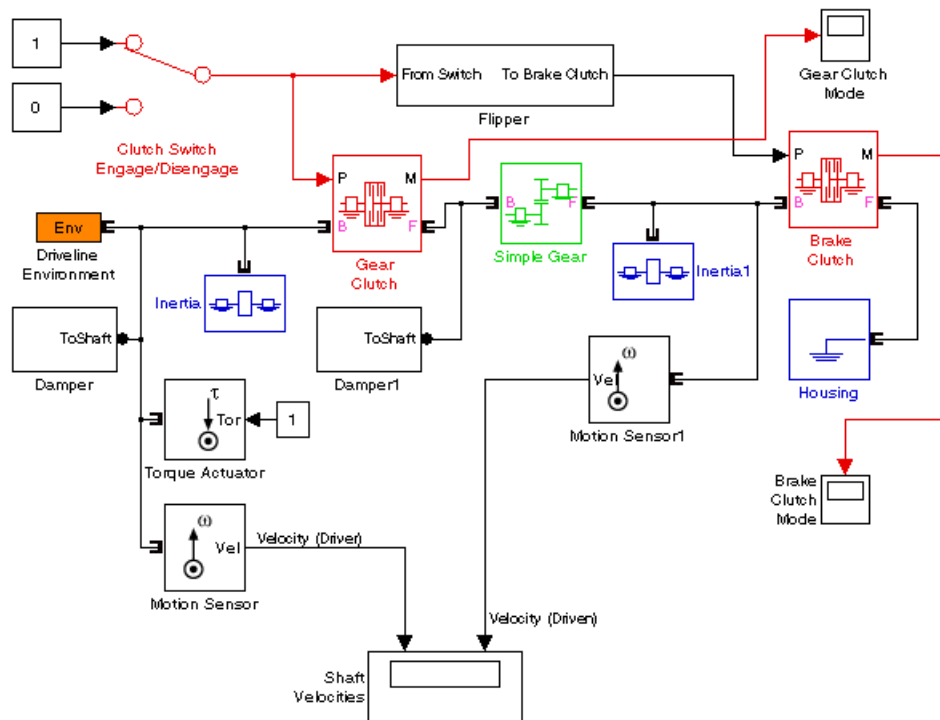 1
0
Clutch Switch
Engage/Disengage
From Switch
To Brake Clutch
Flipper
Gear Clutch
Mode
P
M
B
F
Gear
Clutch
B
F
Simple Gear
P
M
B
F
Brake
Clutch
Env
Driveline
Environment
Inertia
Inertia1
ToShaft
Damper
ToShaft
Damper1
ω
Vel
Motion Sensor1
Housing
τ
Tor
1
Torque Actuator
Brake
Clutch
Mode
ω
Vel
Motion Sensor
Velocity (Driver)
Velocity (Driven)
Shaft
Velocities